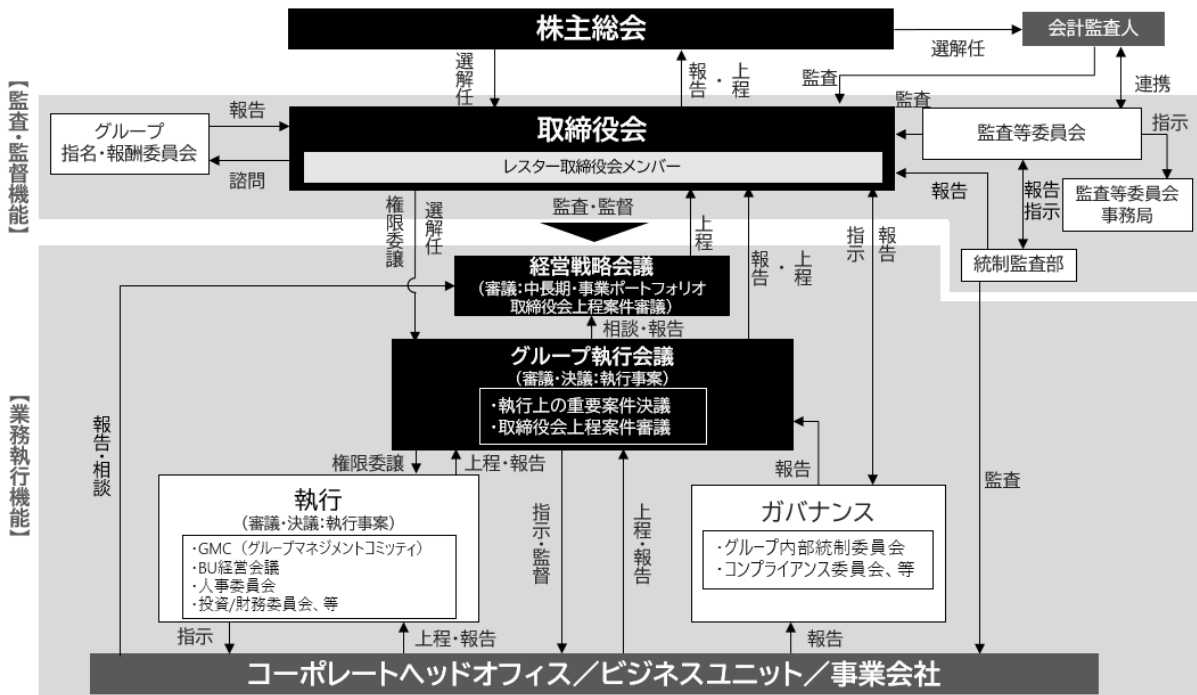 株主総会
会計監査人
選解任
選解任
報告・上程
監査
連携
【監査・監督機能】
報告
グループ
指名・報酬委員会
諮問
取締役会
レスター取締役会メンバー
監査
監査等委員会
指示
報告
報告
指示
監査等委員会
事務局
統制監査部
権限委譲
選解任
監査・監督
上程
報告・上程
指示
報告
経営戦略会議
(審議:中長期・事業ポートフォリオ
取締役会上程案件審議)
相談・報告
グループ執行会議
(審議・決議:執行事案)
・執行上の重要案件決議
・取締役会上程案件審議
【業務執行機能】
報告・相談
権限委譲
上程・報告
報告
監査
執行
(審議・決議:執行事案)
・GMC(グループマネジメントコミッティ)
・BU経営会議
・人事委員会
・投資/財務委員会、等
指示・監督
上程・報告
ガバナンス
・グループ内部統制委員会
・コンプライアンス委員会、等
指示
上程・報告
報告
コーポレートヘッドオフィス/ビジネスユニット/事業会社